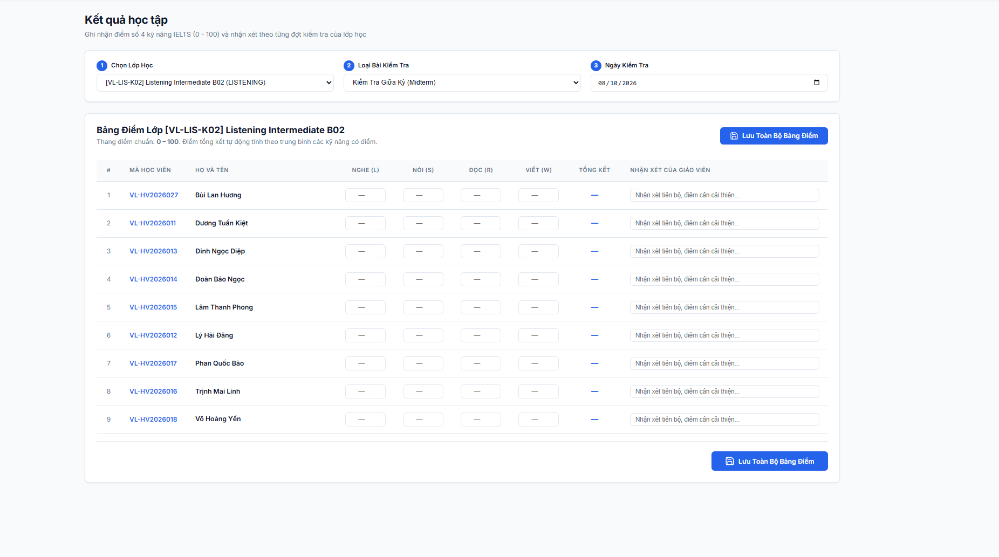 Kết quả học tập
Ghi nhận điểm số 4 kỹ năng IELTS (0 - 100) và nhận xét theo từng đợt kiểm tra của lớp học
1 Chọn Lớp Học
[VL-LIS-K02] Listening Intermediate B02 (LISTENING)
2 Loại Bài Kiểm Tra
Kiểm Tra Giữa Kỳ (Midterm)
3 Ngày Kiểm Tra
08/10/2026
Bảng Điểm Lớp [VL-LIS-K02] Listening Intermediate B02
Thang điểm chuẩn: 0 – 100. Điểm tổng kết tự động tính theo trung bình các kỹ năng có điểm.
Lưu Toàn Bộ Bảng Điểm
# MÃ HỌC VIÊN HỌ VÀ TÊN NGHE (L) NÓI (S) ĐỌC (R) VIẾT (W) TỔNG KẾT NHẬN XÉT CỦA GIÁO VIÊN
1 VL-HV2026027 Bùi Lan Hương — — — — — Nhận xét tiến bộ, điểm cần cải thiện...
2 VL-HV2026011 Dương Tuấn Kiệt — — — — — Nhận xét tiến bộ, điểm cần cải thiện...
3 VL-HV2026013 Đinh Ngọc Diệp — — — — — Nhận xét tiến bộ, điểm cần cải thiện...
4 VL-HV2026014 Đoàn Bảo Ngọc — — — — — Nhận xét tiến bộ, điểm cần cải thiện...
5 VL-HV2026015 Lâm Thanh Phong — — — — — Nhận xét tiến bộ, điểm cần cải thiện...
6 VL-HV2026012 Lý Hải Đăng — — — — — Nhận xét tiến bộ, điểm cần cải thiện...
7 VL-HV2026017 Phan Quốc Bảo — — — — — Nhận xét tiến bộ, điểm cần cải thiện...
8 VL-HV2026016 Trịnh Mai Linh — — — — — Nhận xét tiến bộ, điểm cần cải thiện...
9 VL-HV2026018 Võ Hoàng Yến — — — — — Nhận xét tiến bộ, điểm cần cải thiện...
Lưu Toàn Bộ Bảng Điểm